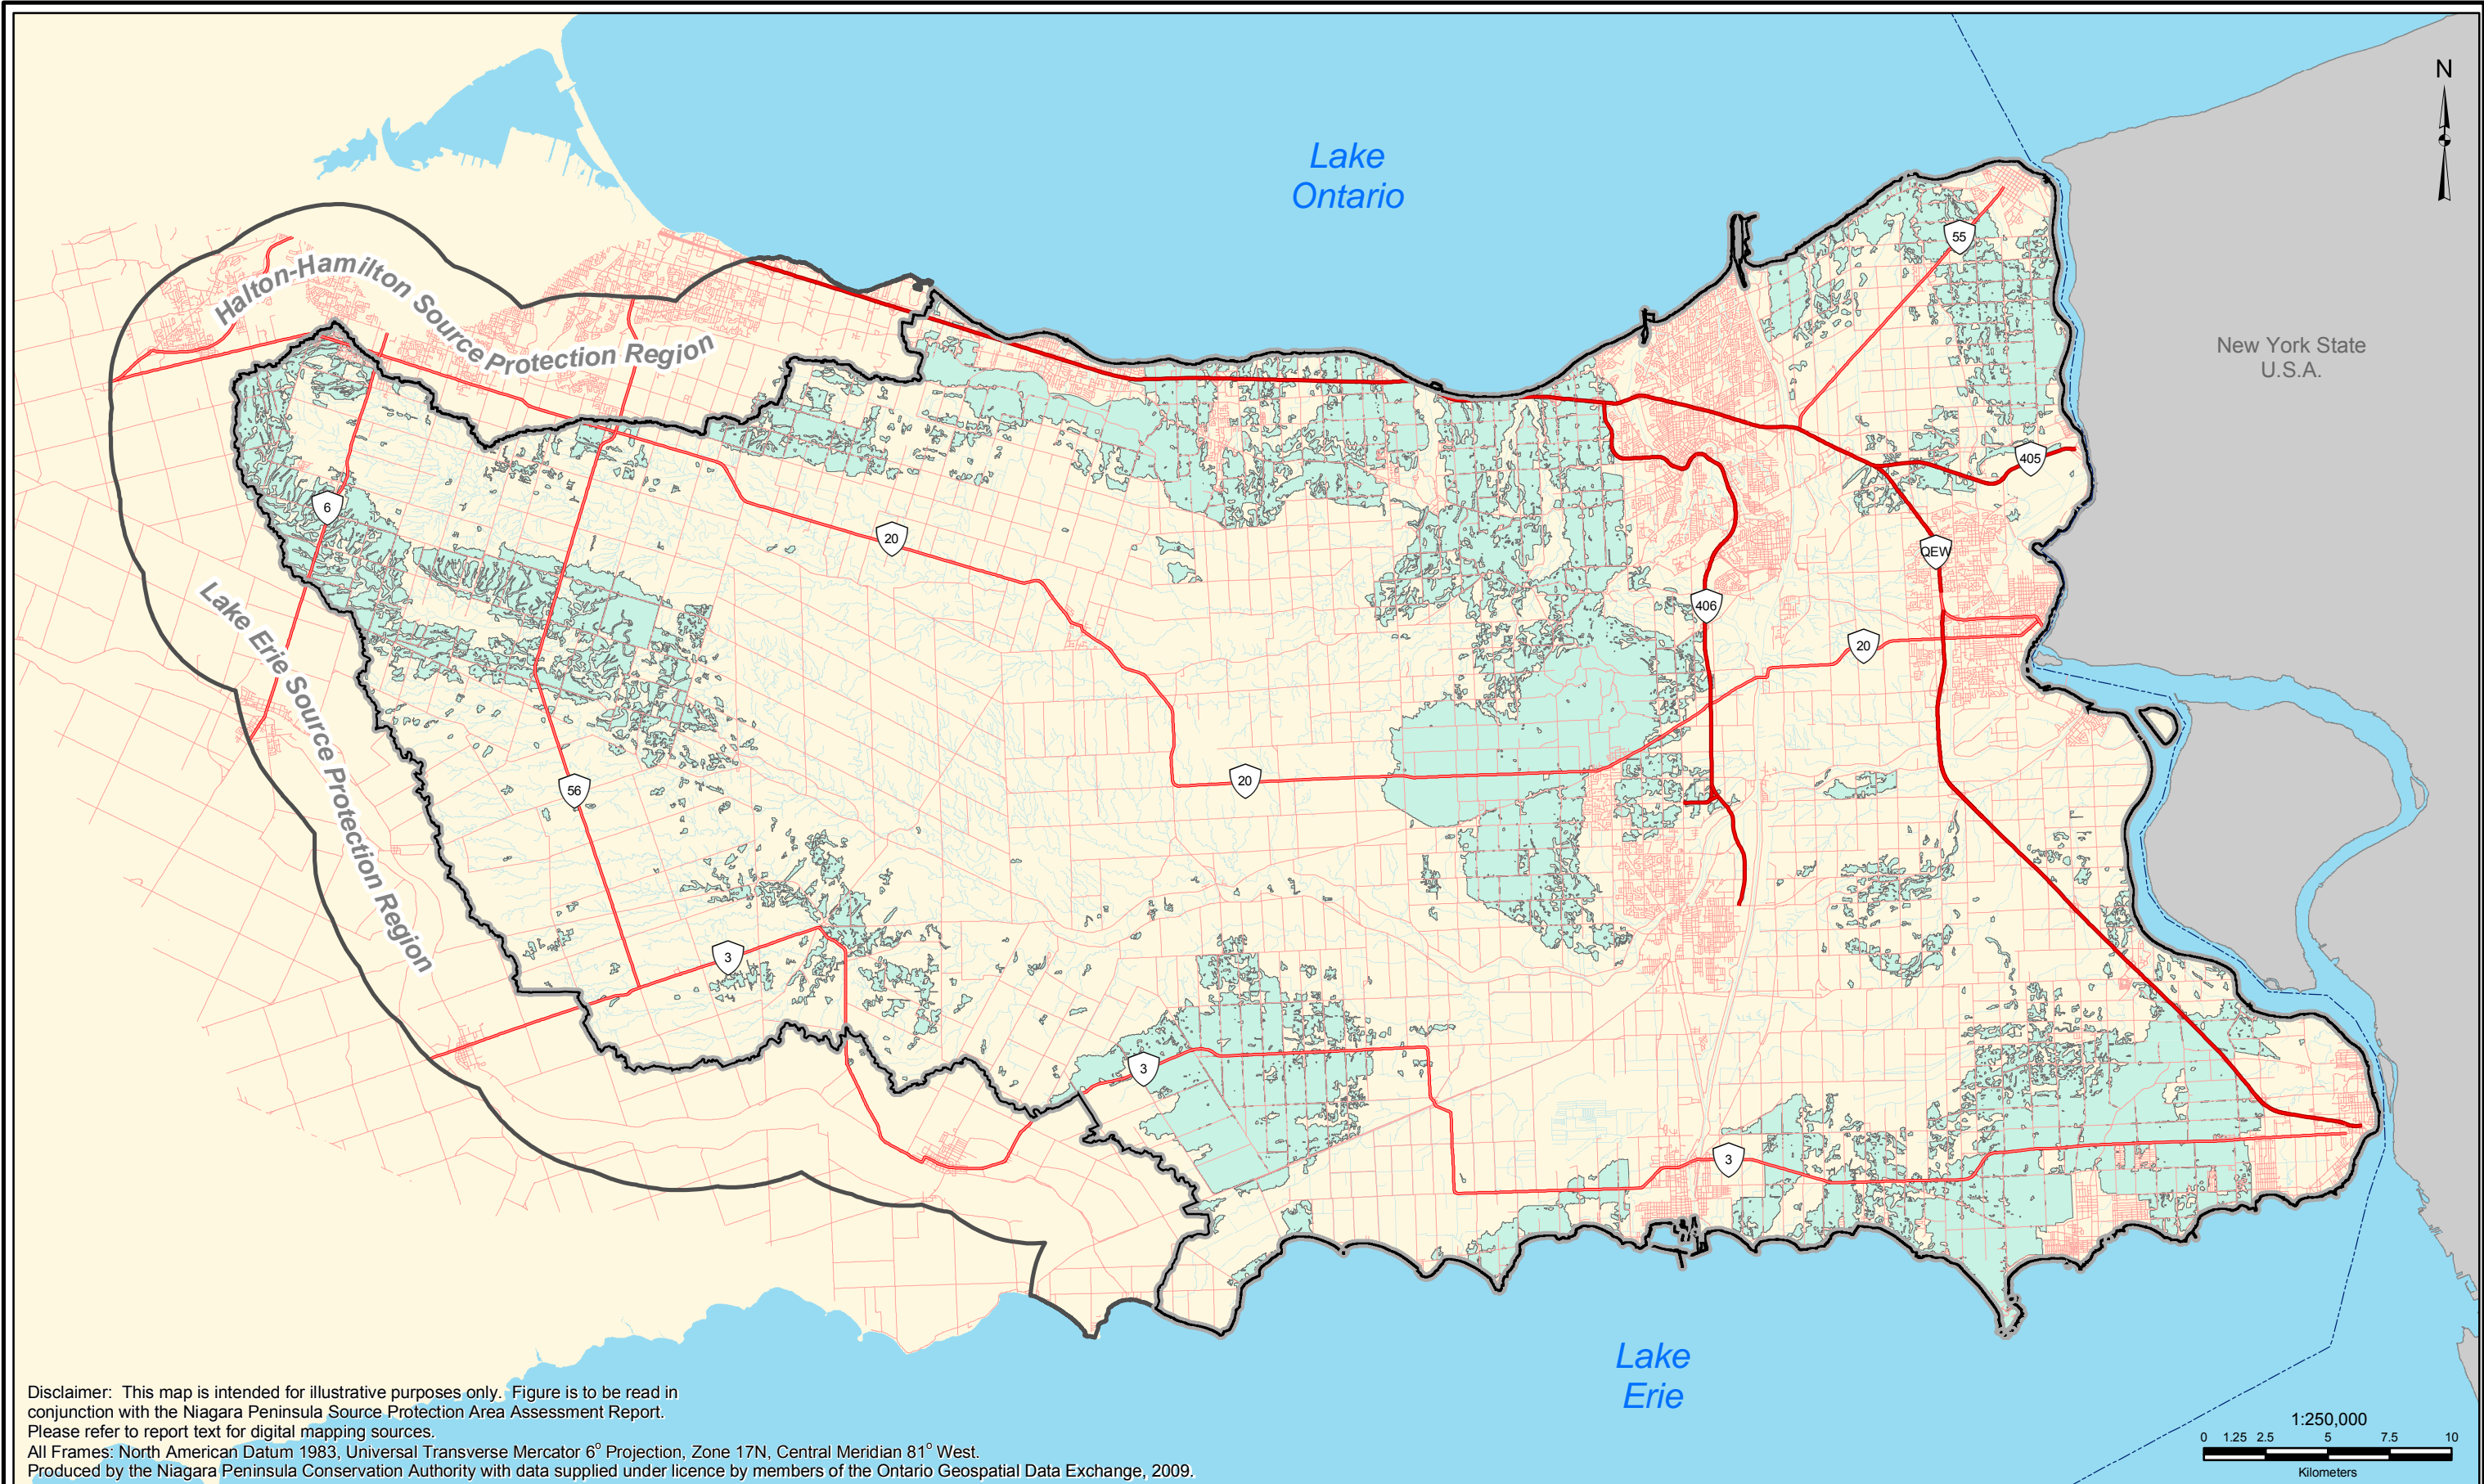 N
Lake
Ontario
55
Halton-Hamilton Source Protection Region
New York State
U.S.A.
405
6
20
QEW
406
20
Lake Erie Source Protection Region
20
56
3
3
3
Lake
Erie
Disclaimer: This map is intended for illustrative purposes only. Figure is to be read in
conjunction with the Niagara Peninsula Source Protection Area Assessment Report.
Please refer to report text for digital mapping sources.
All Frames: North American Datum 1983, Universal Transverse Mercator 6° Projection, Zone 17N, Central Meridian 81° West.
Produced by the Niagara Peninsula Conservation Authority with data supplied under licence by members of the Ontario Geospatial Data Exchange, 2009.
1:250,000
0 1.25 2.5 5 7.5 10
Kilometers